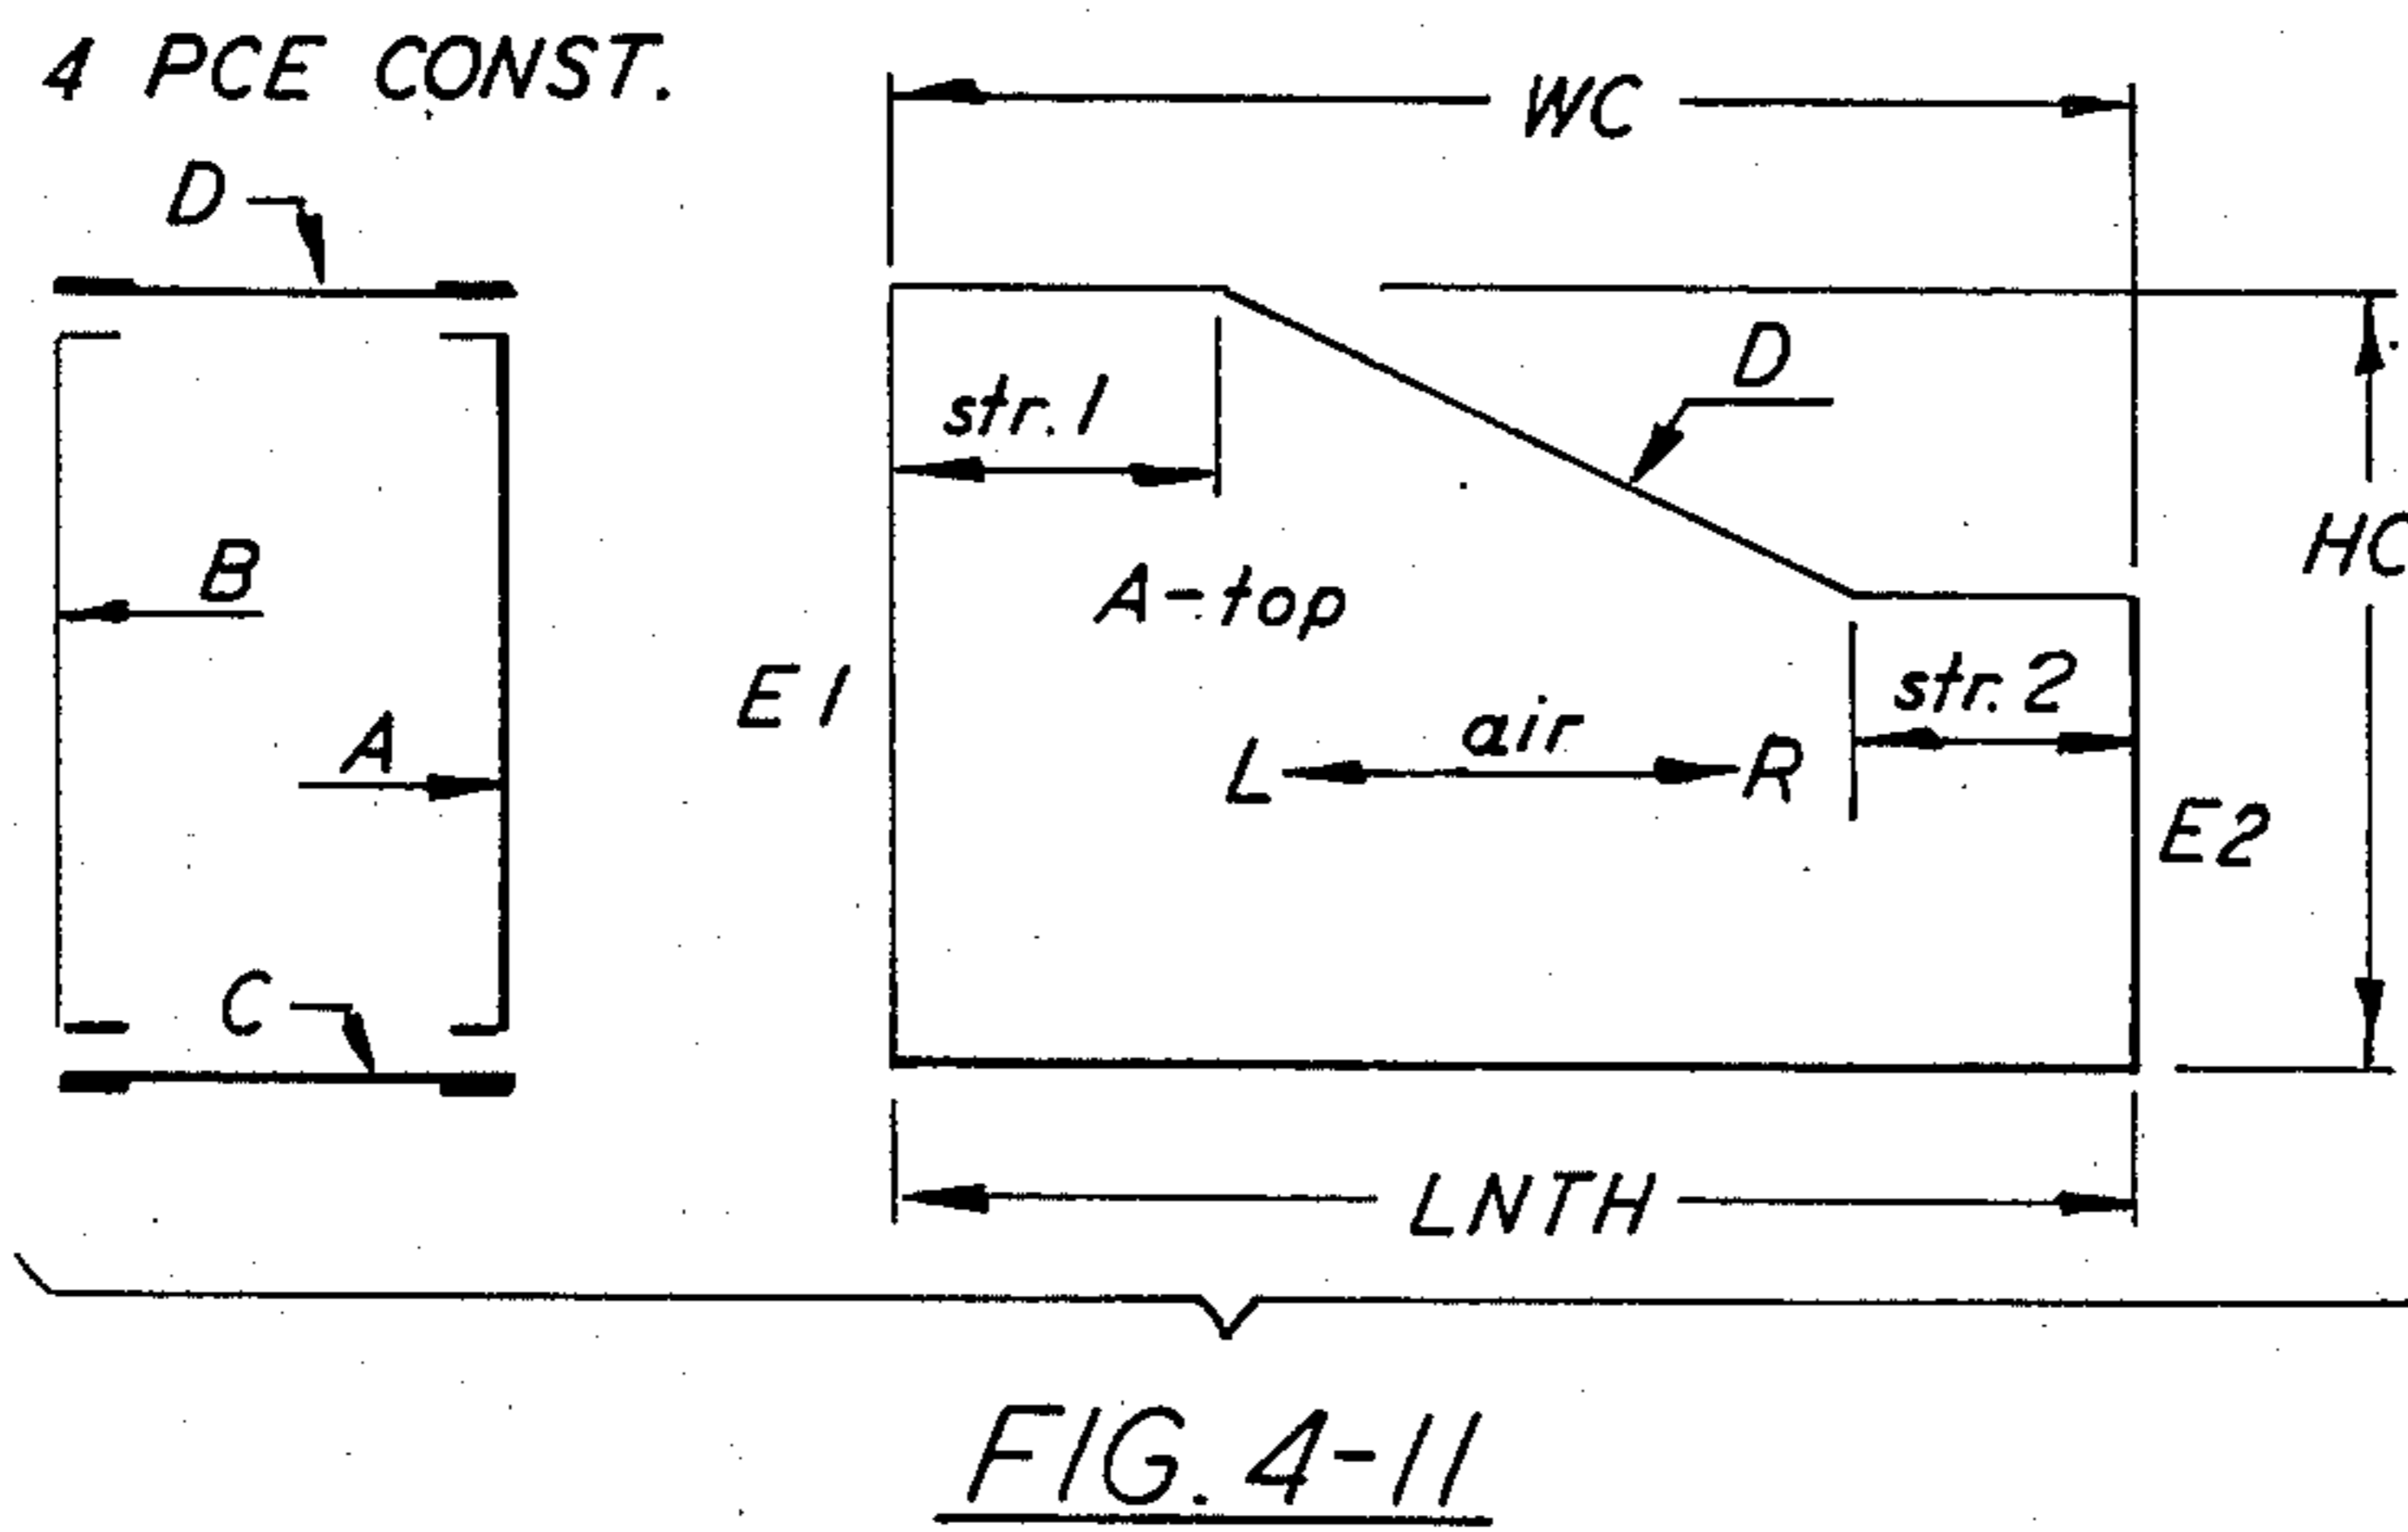 4 PCE CONST.
WC
D
D
str. 1
HC
B
A-top
E1
str. 2
air
A
L
R
E2
C
LNTH
FIG. 4-11